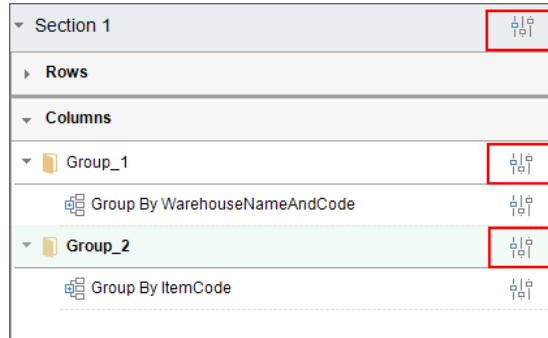 Section 1
Rows
Columns
Group_1
Group By WarehouseNameAndCode
Group_2
Group By ItemCode